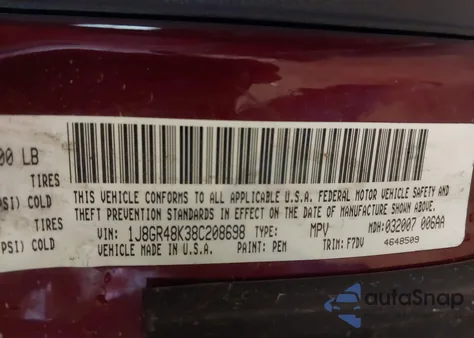 00 LB
TIRES
PSI) COLD
TIRES
PSI) COLD
THIS VEHICLE CONFORMS TO ALL APPLICABLE U.S.A. FEDERAL MOTOR VEHICLE SAFETY AND
THEFT PREVENTION STANDARDS IN EFFECT ON THE DATE OF MANUFACTURE SHOWN ABOVE.
VIN: 1J8GR48K38C208698 TYPE: MPV MDH:032007 006AA
VEHICLE MADE IN U.S.A. PAINT: PEM TRIM: F7DV 4648509
autoSnap